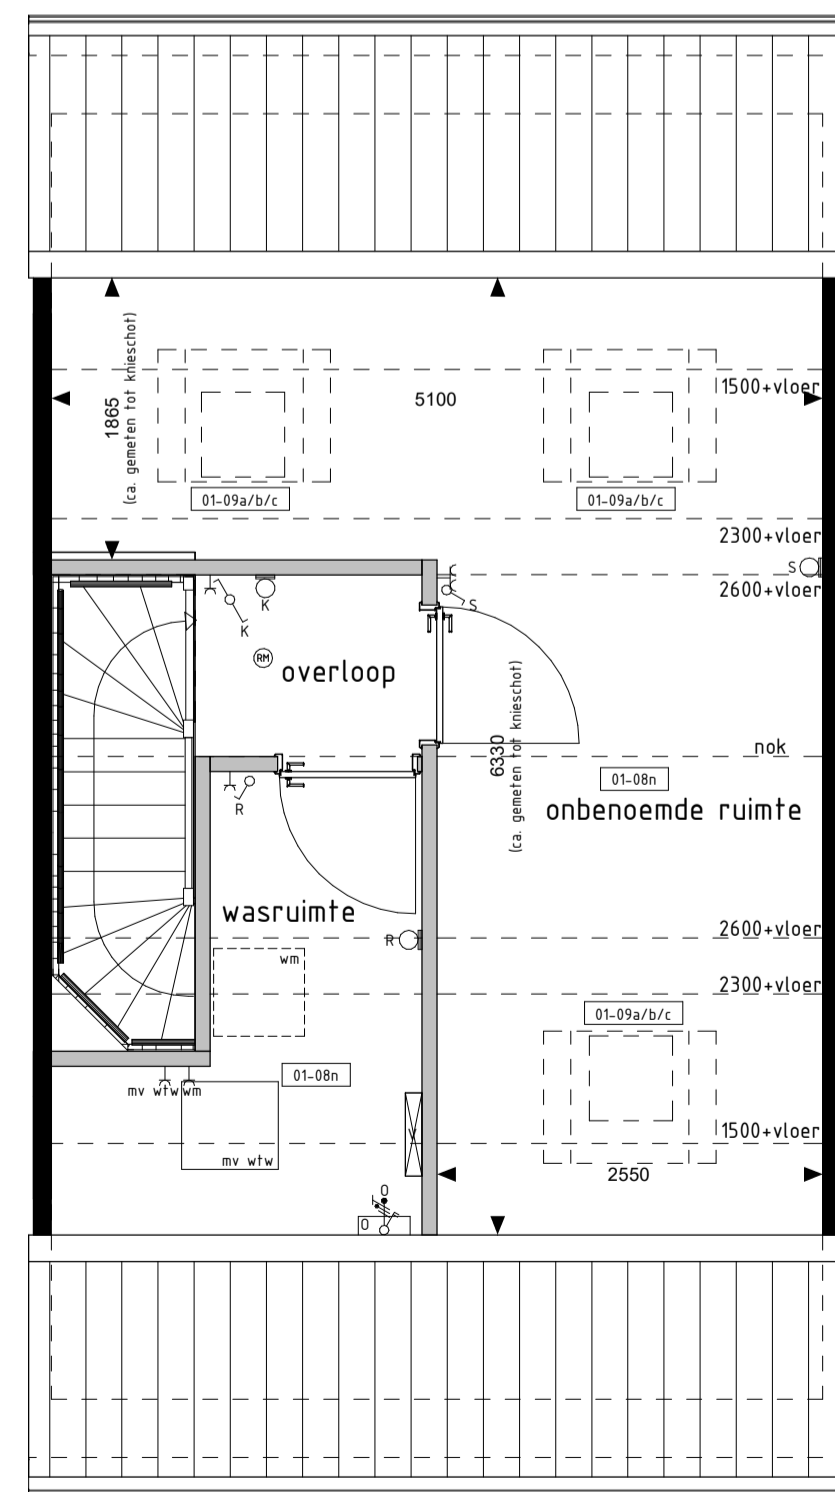 1500+vloer
5100
1865
(ca. gemeten tot knieschot)
01-09a/b/c
01-09a/b/c
2300+vloer
S
2600+vloer
K
S
K
RM
overloop
6330
(ca. gemeten tot knieschot)
nok
01-08n
R
onbenoemde ruimte
wasruimte
2600+vloer
R
wm
2300+vloer
01-09a/b/c
01-08n
mv wtw wm
1500+vloer
mv wtw
2550
V
O
O